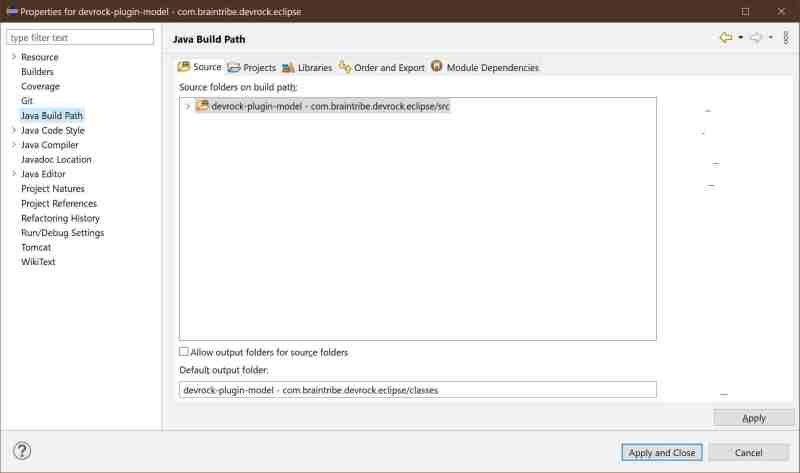 Properties for devrock-plugin-model - com.braintribe.devrock.eclipse
type filter text
Resource
Builders
Coverage
Git
Java Build Path
Java Code Style
Java Compiler
Javadoc Location
Java Editor
Project Natures
Project References
Refactoring History
Run/Debug Settings
Tomcat
WikiText
Java Build Path
Source Projects Libraries Order and Export Module Dependencies
Source folders on build path:
devrock-plugin-model - com.braintribe.devrock.eclipse/src
Allow output folders for source folders
Default output folder:
devrock-plugin-model - com.braintribe.devrock.eclipse/classes
Apply
Apply and Close Cancel